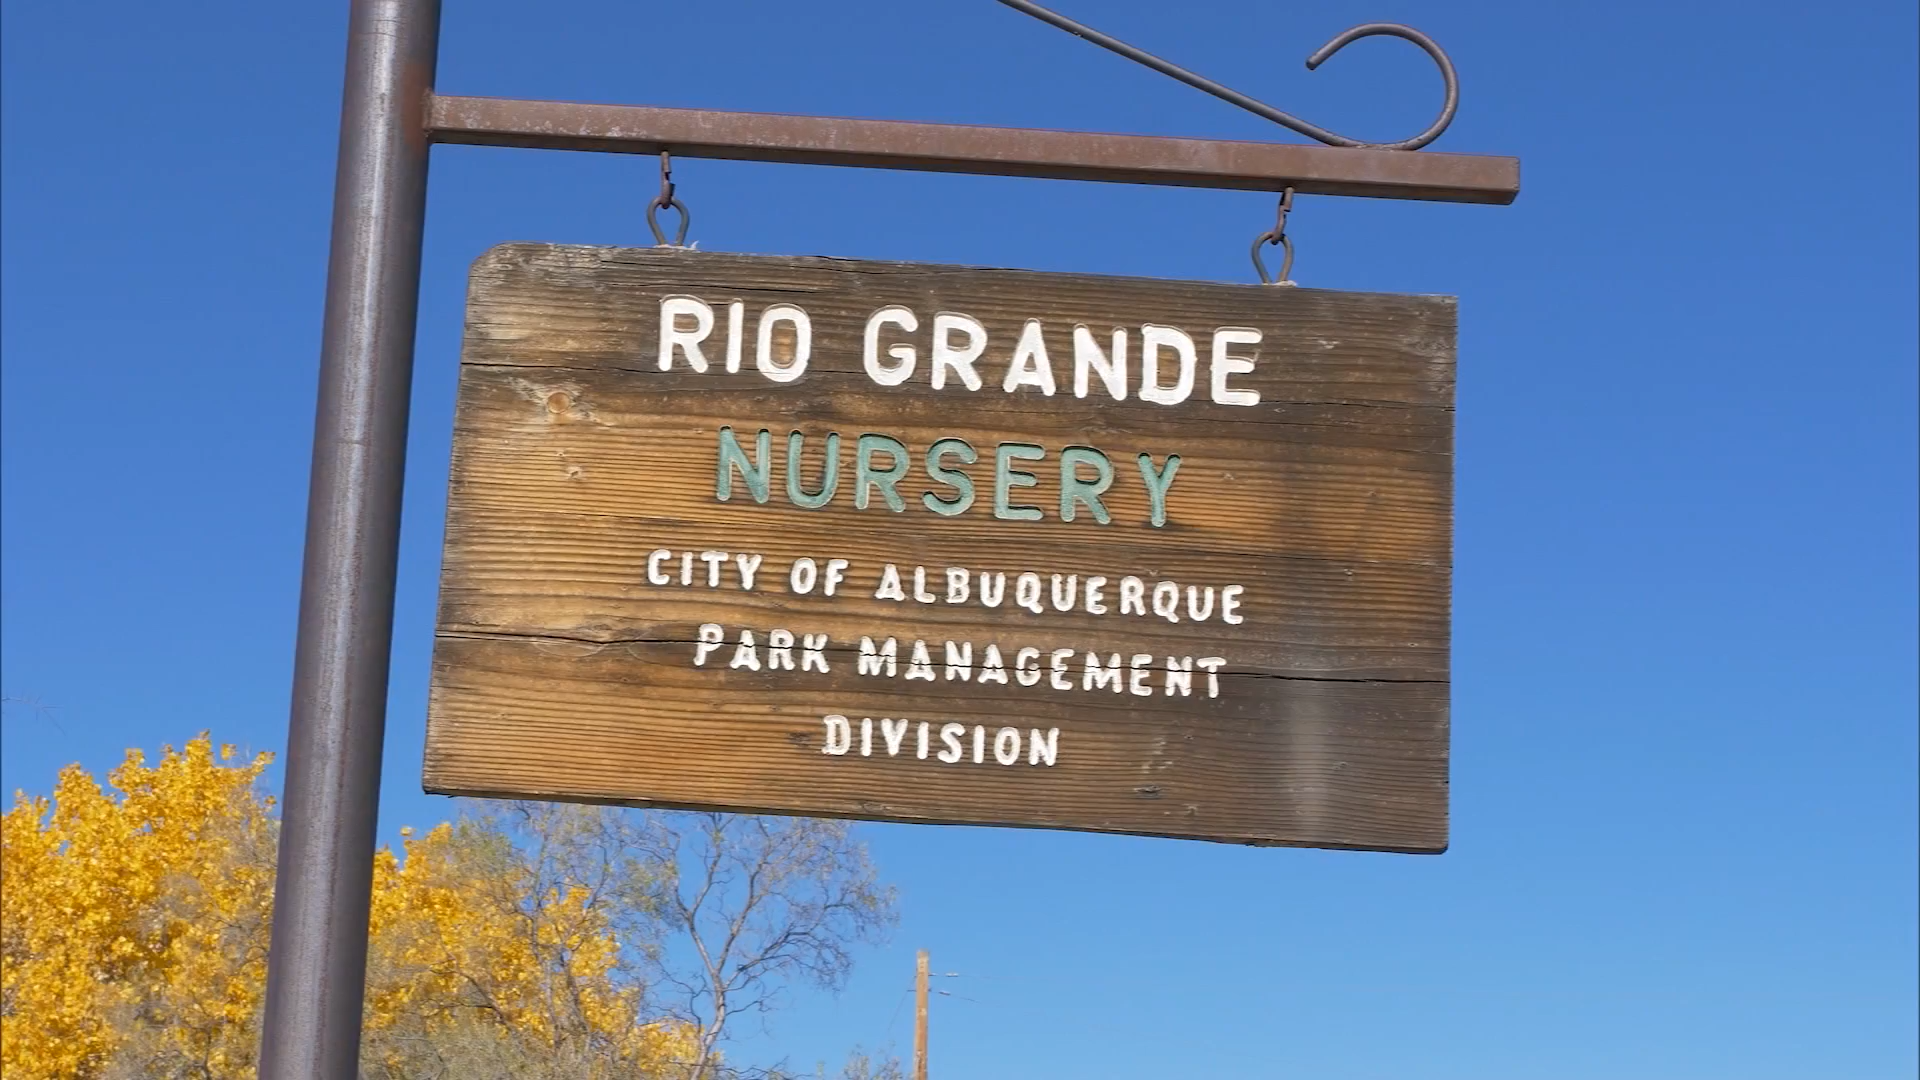 RIO GRANDE
NURSERY
CITY OF ALBUQUERQUE
PARK MANAGEMENT
DIVISION